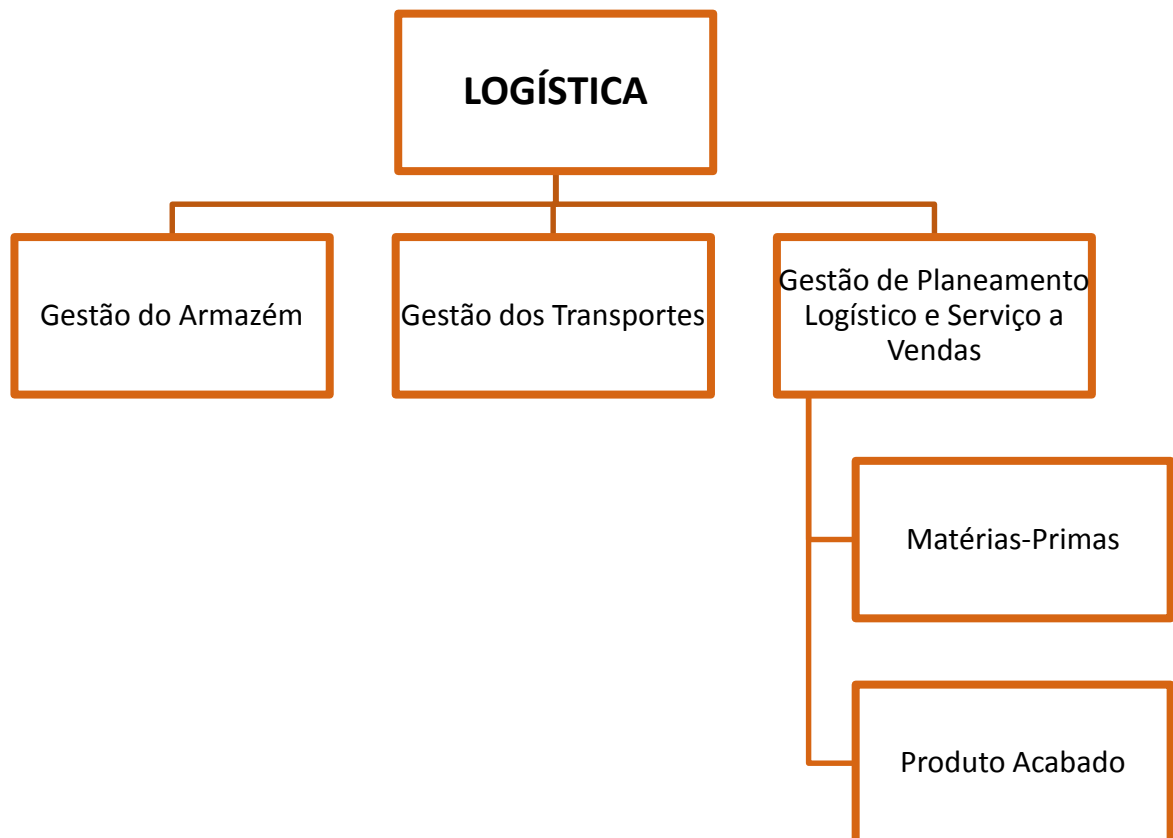 LOGÍSTICA
Gestão do Armazém
Gestão dos Transportes
Gestão de Planeamento
Logístico e Serviço a
Vendas
Matérias-Primas
Produto Acabado